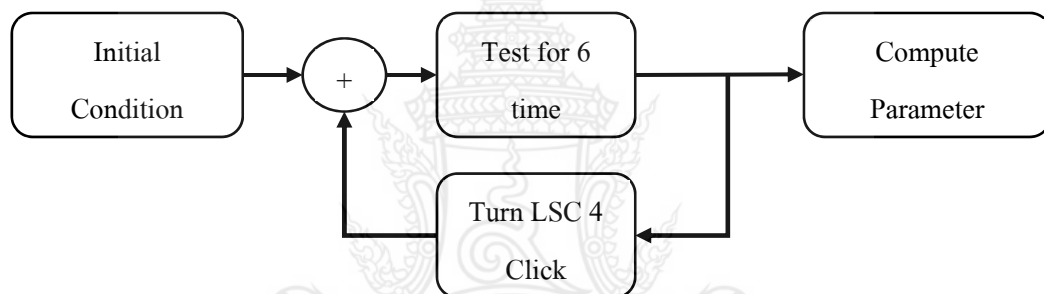 Initial
Condition
+
Test for 6
time
Compute
Parameter
Turn LSC 4
Click